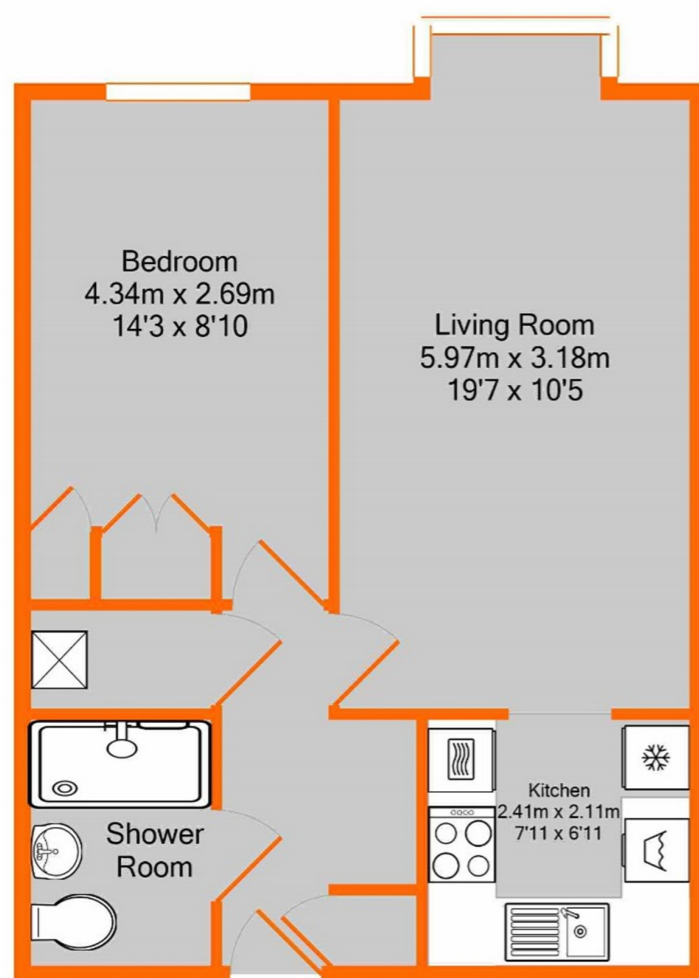 Bedroom
4.34m x 2.69m
14'3 x 8'10
Living Room
5.97m x 3.18m
19'7 x 10'5
Kitchen
2.41m x 2.11m
7'11 x 6'11
Shower
Room